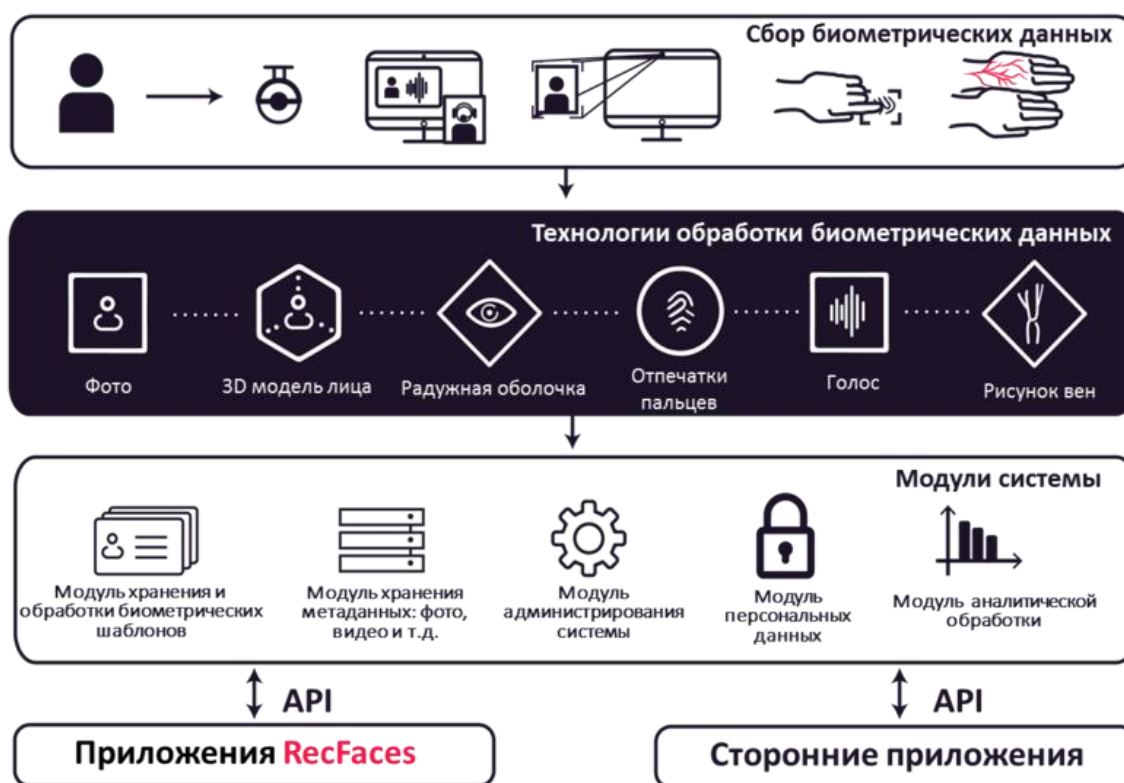 Сбор биометрических данных
Технологии обработки биометрических данных
Фото
3D модель лица
Радужная оболочка
Отпечатки
пальцев
Голос
Рисунок вен
Модули системы
Модуль хранения и
обработки биометрических
шаблонов
Модуль хранения
метаданных: фото,
видео и т.д.
Модуль
администрирования
системы
Модуль
персональных
данных
Модуль аналитической
обработки
API
API
Приложения RecFaces
Сторонние приложения